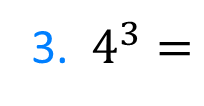 3. 4³ =